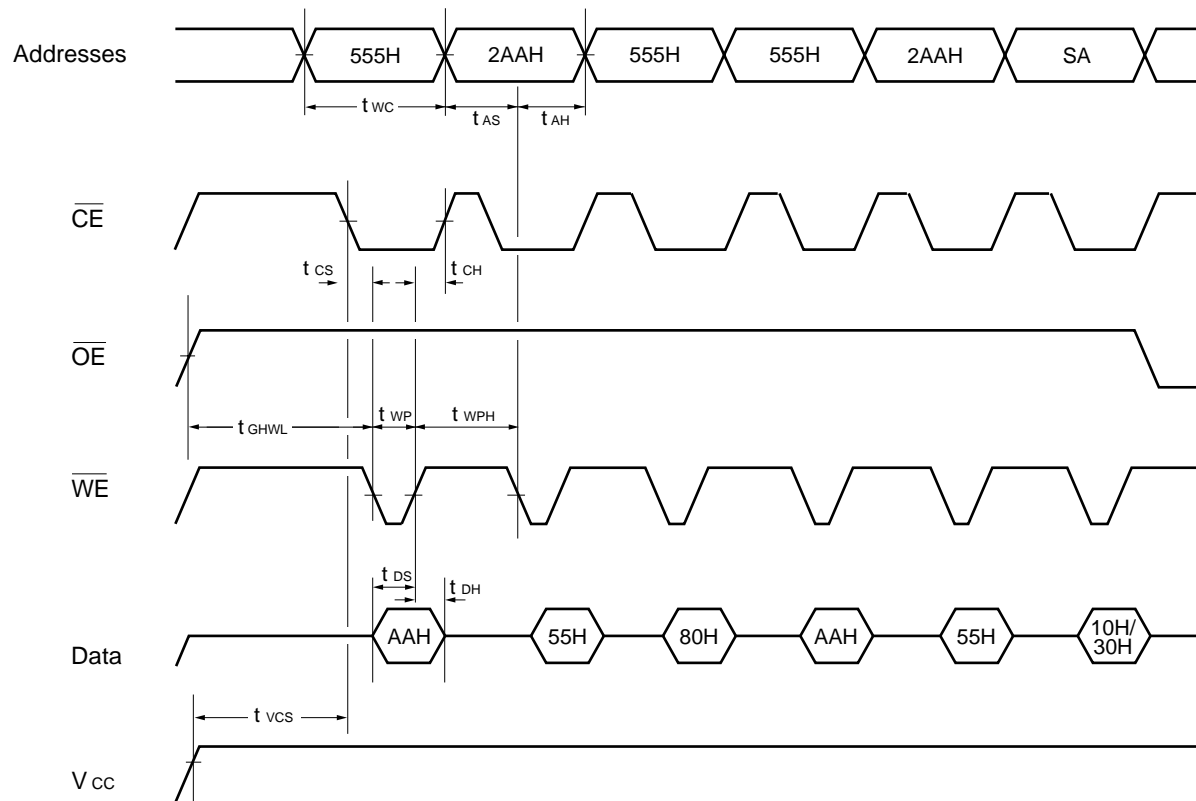 Addresses 555H 2AAH 555H 555H 2AAH SA
t WC t AS t AH
CE
t CS t CH
OE
t GHWL t WP t WPH
WE
t DS t DH
Data AAH 55H 80H AAH 55H 10H/
30H
t VCS
V CC